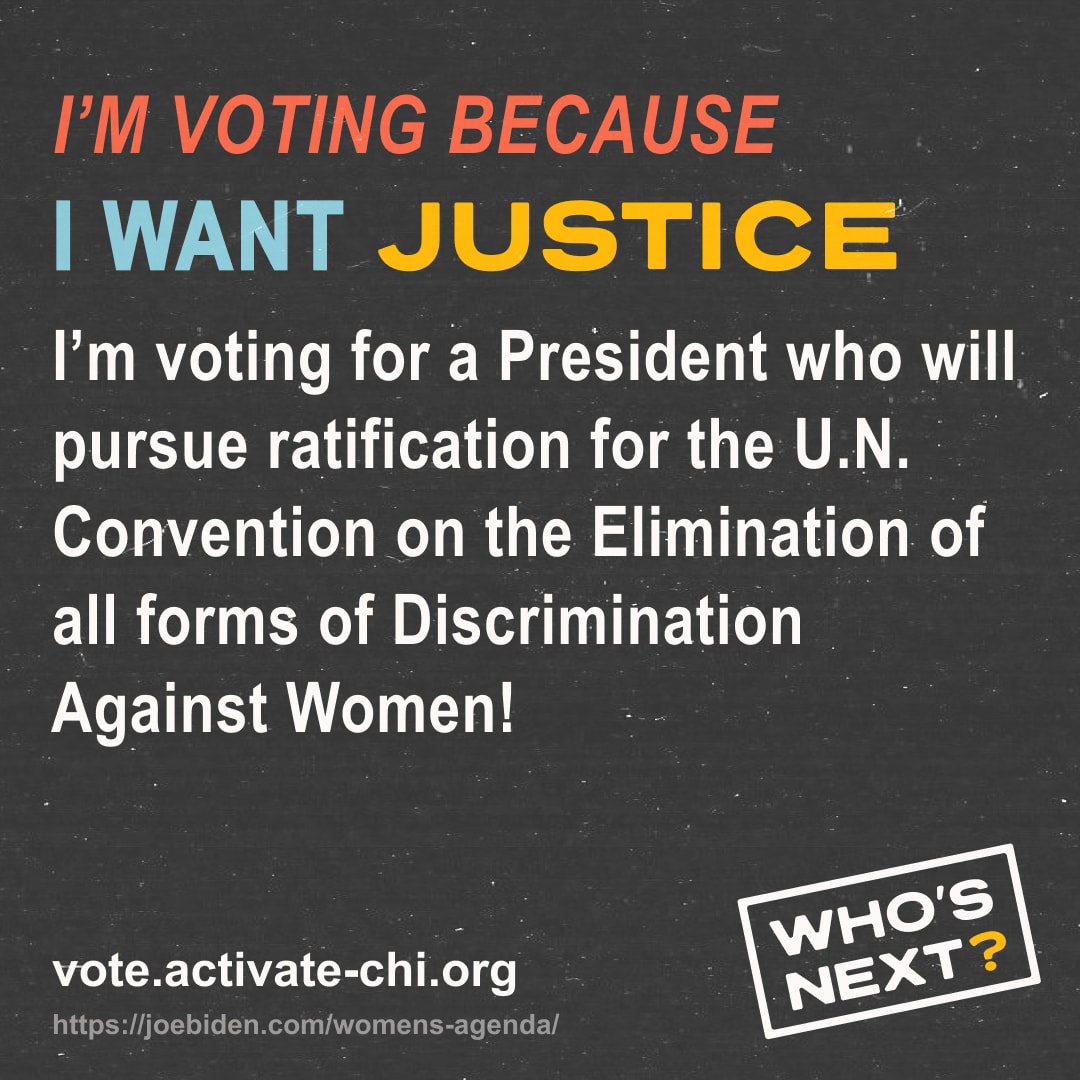 I'M VOTING BECAUSE
I WANT JUSTICE
I'm voting for a President who will
pursue ratification for the U.N.
Convention on the Elimination of
all forms of Discrimination
Against Women!
WHO'S
NEXT?
vote.activate-chi.org
https://joebiden.com/womens-agenda/